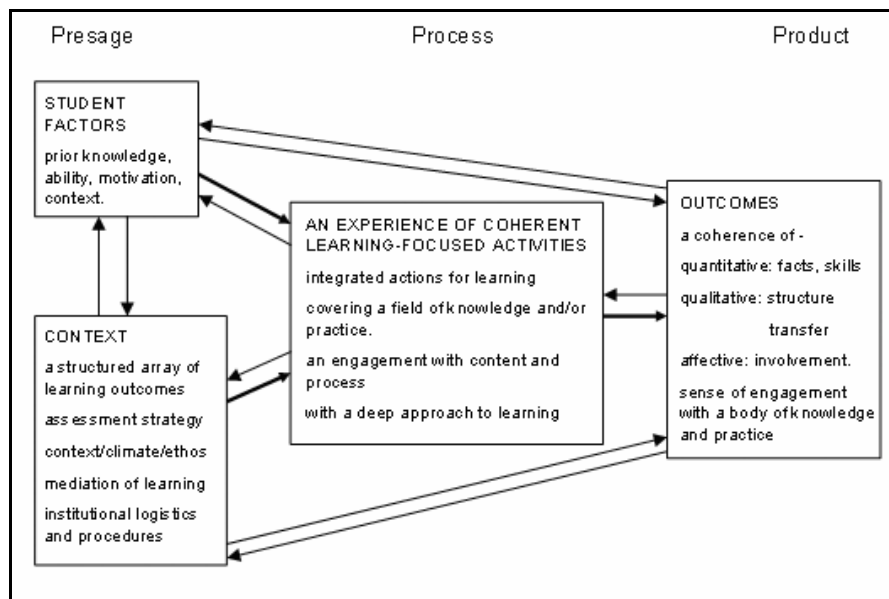 Presage
Process
Product
STUDENT
FACTORS
prior knowledge,
ability, motivation,
context.
CONTEXT
a structured array of
learning outcomes
assessment strategy
context/climate/ethos
mediation of learning
institutional logistics
and procedures
AN EXPERIENCE OF COHERENT
LEARNING-FOCUSED ACTIVITIES
integrated actions for learning
covering a field of knowledge and/or
practice.
an engagement with content and
process
with a deep approach to learning
OUTCOMES
a coherence of -
quantitative: facts, skills
qualitative: structure
transfer
affective: involvement.
sense of engagement
with a body of knowledge
and practice